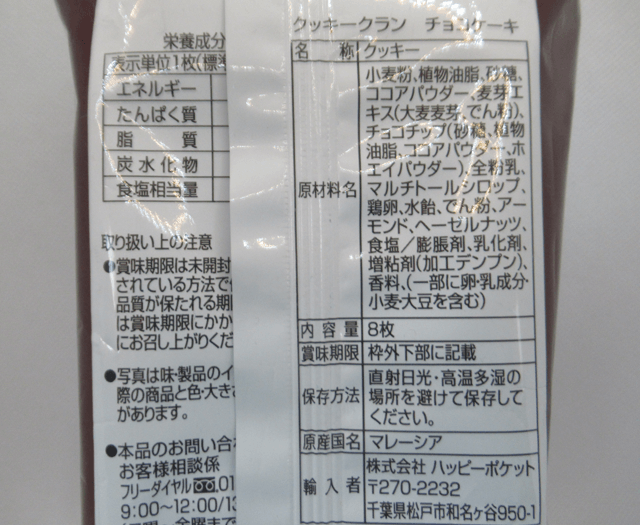 栄養成分
表示単位1枚(標準
エネルギー
たんぱく質
脂質
炭水化物
食塩相当量
取り扱い上の注意
●賞味期限は未開封
されている方法で
品質が保たれる期
は賞味期限にかか
にお召し上がりくだ
●写真は味・製品のイ
際の商品と色・大き
があります。
●本品のお問い合
お客様相談係
フリーダイヤル 01
9:00~12:00/13
クッキークラン チョコケーキ
名称 クッキー
原材料名 小麦粉、植物油脂、砂糖、
ココアパウダー、麦芽エ
キス(大麦麦芽、でん粉)、
チョコチップ(砂糖、植物
油脂、ココアパウダー、ホ
エイパウダー)、全粉乳、
マルチトールシロップ、
鶏卵、水飴、でん粉、アー
モンド、ヘーゼルナッツ、
食塩/膨脹剤、乳化剤、
増粘剤(加工デンプン)、
香料、(一部に卵・乳成分・
小麦・大豆を含む)
内容量 8枚
賞味期限 枠外下部に記載
保存方法 直射日光・高温多湿の
場所を避けて保存して
ください。
原産国名 マレーシア
輸入者 株式会社 ハッピーポケット
〒270-2232
千葉県松戸市和名ヶ谷950-1